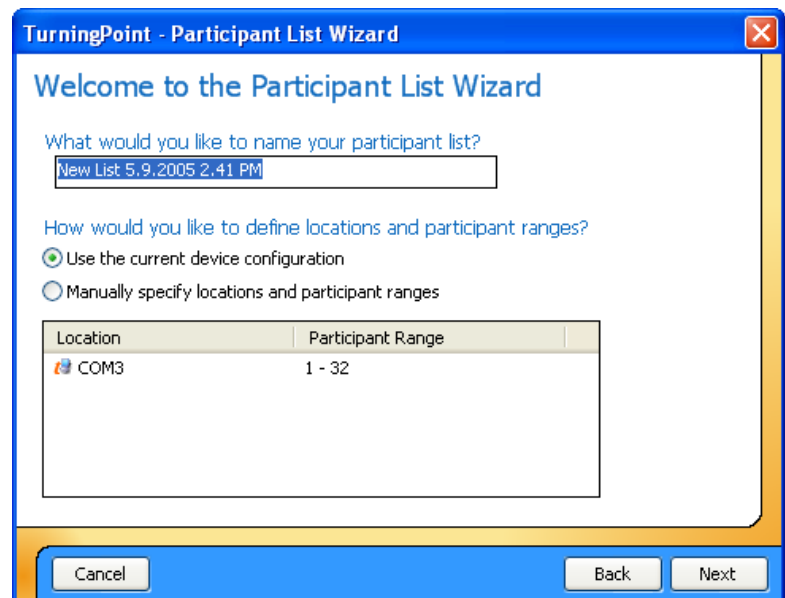 TurningPoint - Participant List Wizard
Welcome to the Participant List Wizard
What would you like to name your participant list?
New List 5.9.2005 2.41 PM
How would you like to define locations and participant ranges?
Use the current device configuration
Manually specify locations and participant ranges
Location Participant Range
COM3 1 - 32
Cancel Back Next